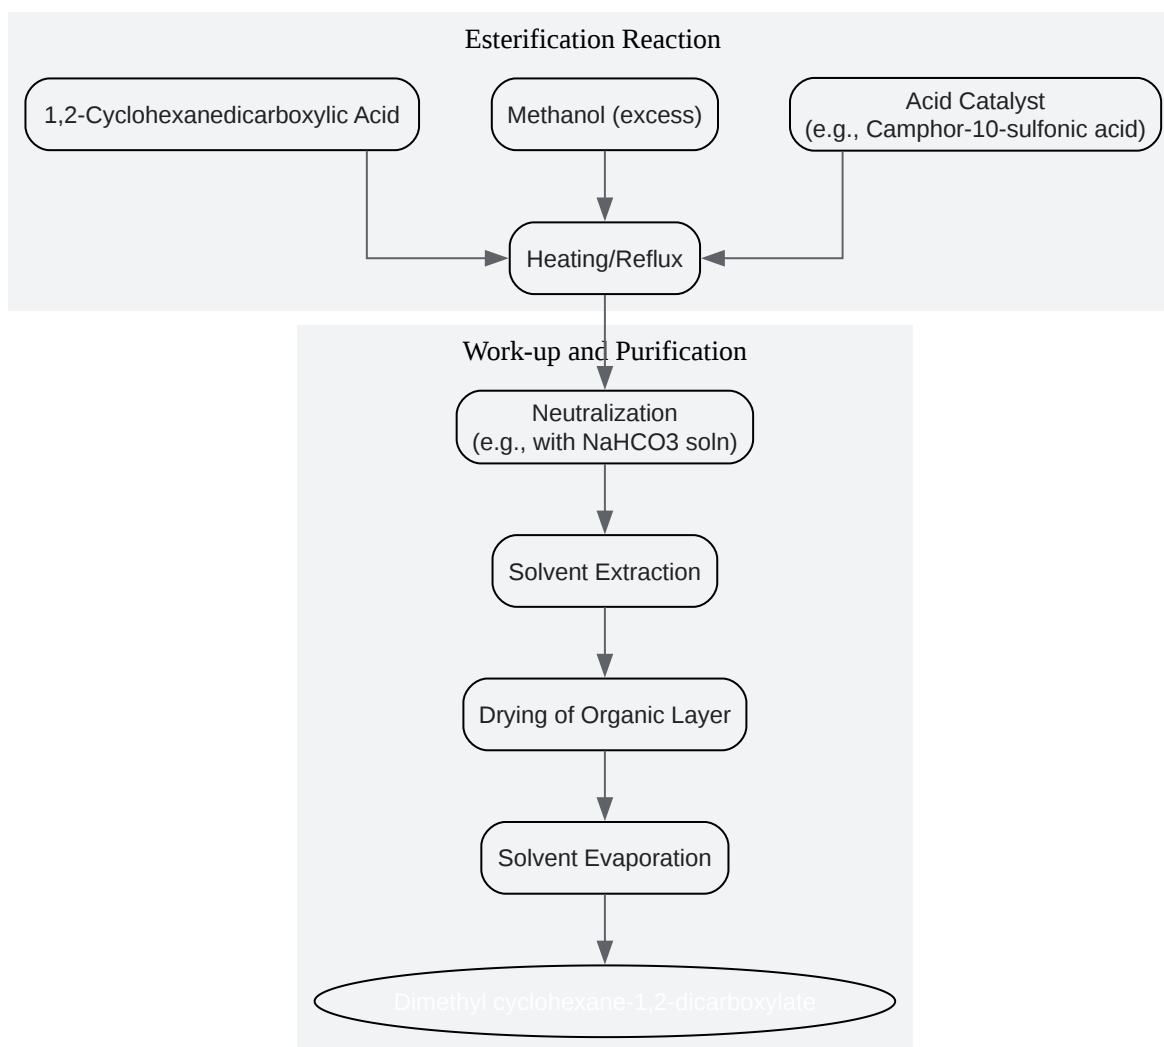 Esterification Reaction
1,2-Cyclohexanedicarboxylic Acid
Methanol (excess)
Acid Catalyst
(e.g., Camphor-10-sulfonic acid)
Heating/Reflux
Work-up and Purification
Neutralization
(e.g., with NaHCO3 soln)
Solvent Extraction
Drying of Organic Layer
Solvent Evaporation
Dimethyl cyclohexane-1,2-dicarboxylate